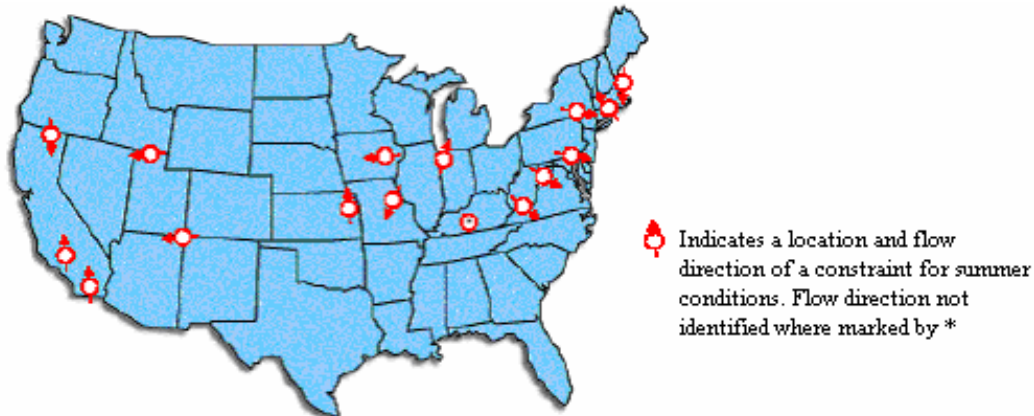 Indicates a location and flow
direction of a constraint for summer
conditions. Flow direction not
identified where marked by *